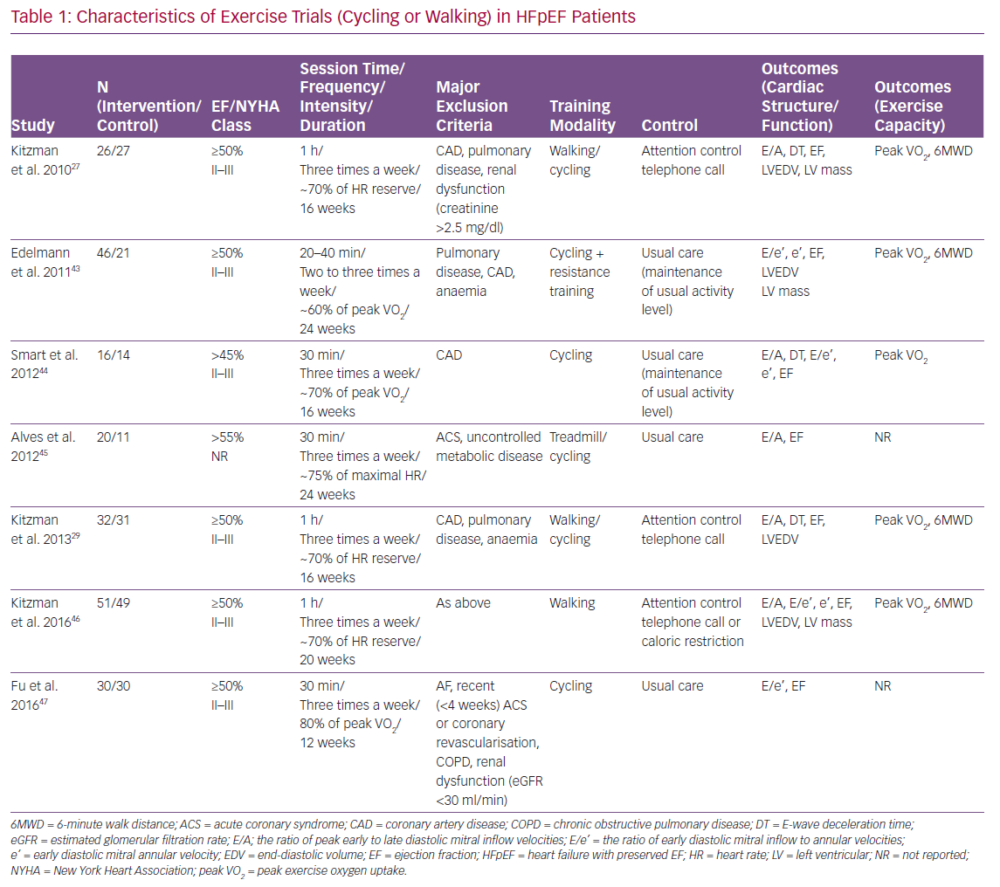 Table 1: Characteristics of Exercise Trials (Cycling or Walking) in HFpEF Patients
Study
N
(Intervention/
Control)
EF/NYHA
Class
Session Time/
Frequency/
Intensity/
Duration
Major
Exclusion
Criteria
Training
Modality
Control
Outcomes
(Cardiac
Structure/
Function)
Outcomes
(Exercise
Capacity)
Kitzman
et al. 2010²⁷
26/27
≥50%
II–III
1 h/
Three times a week/
~70% of HR reserve/
16 weeks
CAD, pulmonary
disease, renal
dysfunction
(creatinine
>2.5 mg/dl)
Walking/
cycling
Attention control
telephone call
E/A, DT, EF,
LVEDV, LV mass
Peak VO₂, 6MWD
Edelmann
et al. 2011⁴³
46/21
≥50%
II–III
20–40 min/
Two to three times a
week/
~60% of peak VO₂/
24 weeks
Pulmonary
disease, CAD,
anaemia
Cycling +
resistance
training
Usual care
(maintenance
of usual activity
level)
E/e′, e′, EF,
LVEDV
LV mass
Peak VO₂, 6MWD
Smart et al.
2012⁴⁴
16/14
>45%
II–III
30 min/
Three times a week/
~70% of peak VO₂/
16 weeks
CAD
Cycling
Usual care
(maintenance
of usual activity
level)
E/A, DT, E/e′,
e′, EF
Peak VO₂
Alves et al.
2012⁴⁵
20/11
>55%
NR
30 min/
Three times a week/
~75% of maximal HR/
24 weeks
ACS, uncontrolled
metabolic disease
Treadmill/
cycling
Usual care
E/A, EF
NR
Kitzman
et al. 2013²⁹
32/31
≥50%
II–III
1 h/
Three times a week/
~70% of HR reserve/
16 weeks
CAD, pulmonary
disease, anaemia
Walking/
cycling
Attention control
telephone call
E/A, DT, EF,
LVEDV
Peak VO₂, 6MWD
Kitzman
et al. 2016⁴⁶
51/49
≥50%
II–III
1 h/
Three times a week/
~70% of HR reserve/
20 weeks
As above
Walking
Attention control
telephone call or
caloric restriction
E/A, E/e′, e′, EF,
LVEDV, LV mass
Peak VO₂, 6MWD
Fu et al.
2016⁴⁷
30/30
≥50%
II–III
30 min/
Three times a week/
80% of peak VO₂/
12 weeks
AF, recent
(<4 weeks) ACS
or coronary
revascularisation,
COPD, renal
dysfunction (eGFR
<30 ml/min)
Cycling
Usual care
E/e′, EF
NR
6MWD = 6-minute walk distance; ACS = acute coronary syndrome; CAD = coronary artery disease; COPD = chronic obstructive pulmonary disease; DT = E-wave deceleration time;
eGFR = estimated glomerular filtration rate; E/A; the ratio of peak early to late diastolic mitral inflow velocities; E/e′ = the ratio of early diastolic mitral inflow to annular velocities;
e′ = early diastolic mitral annular velocity; EDV = end-diastolic volume; EF = ejection fraction; HFpEF = heart failure with preserved EF; HR = heart rate; LV = left ventricular; NR = not reported;
NYHA = New York Heart Association; peak VO₂ = peak exercise oxygen uptake.